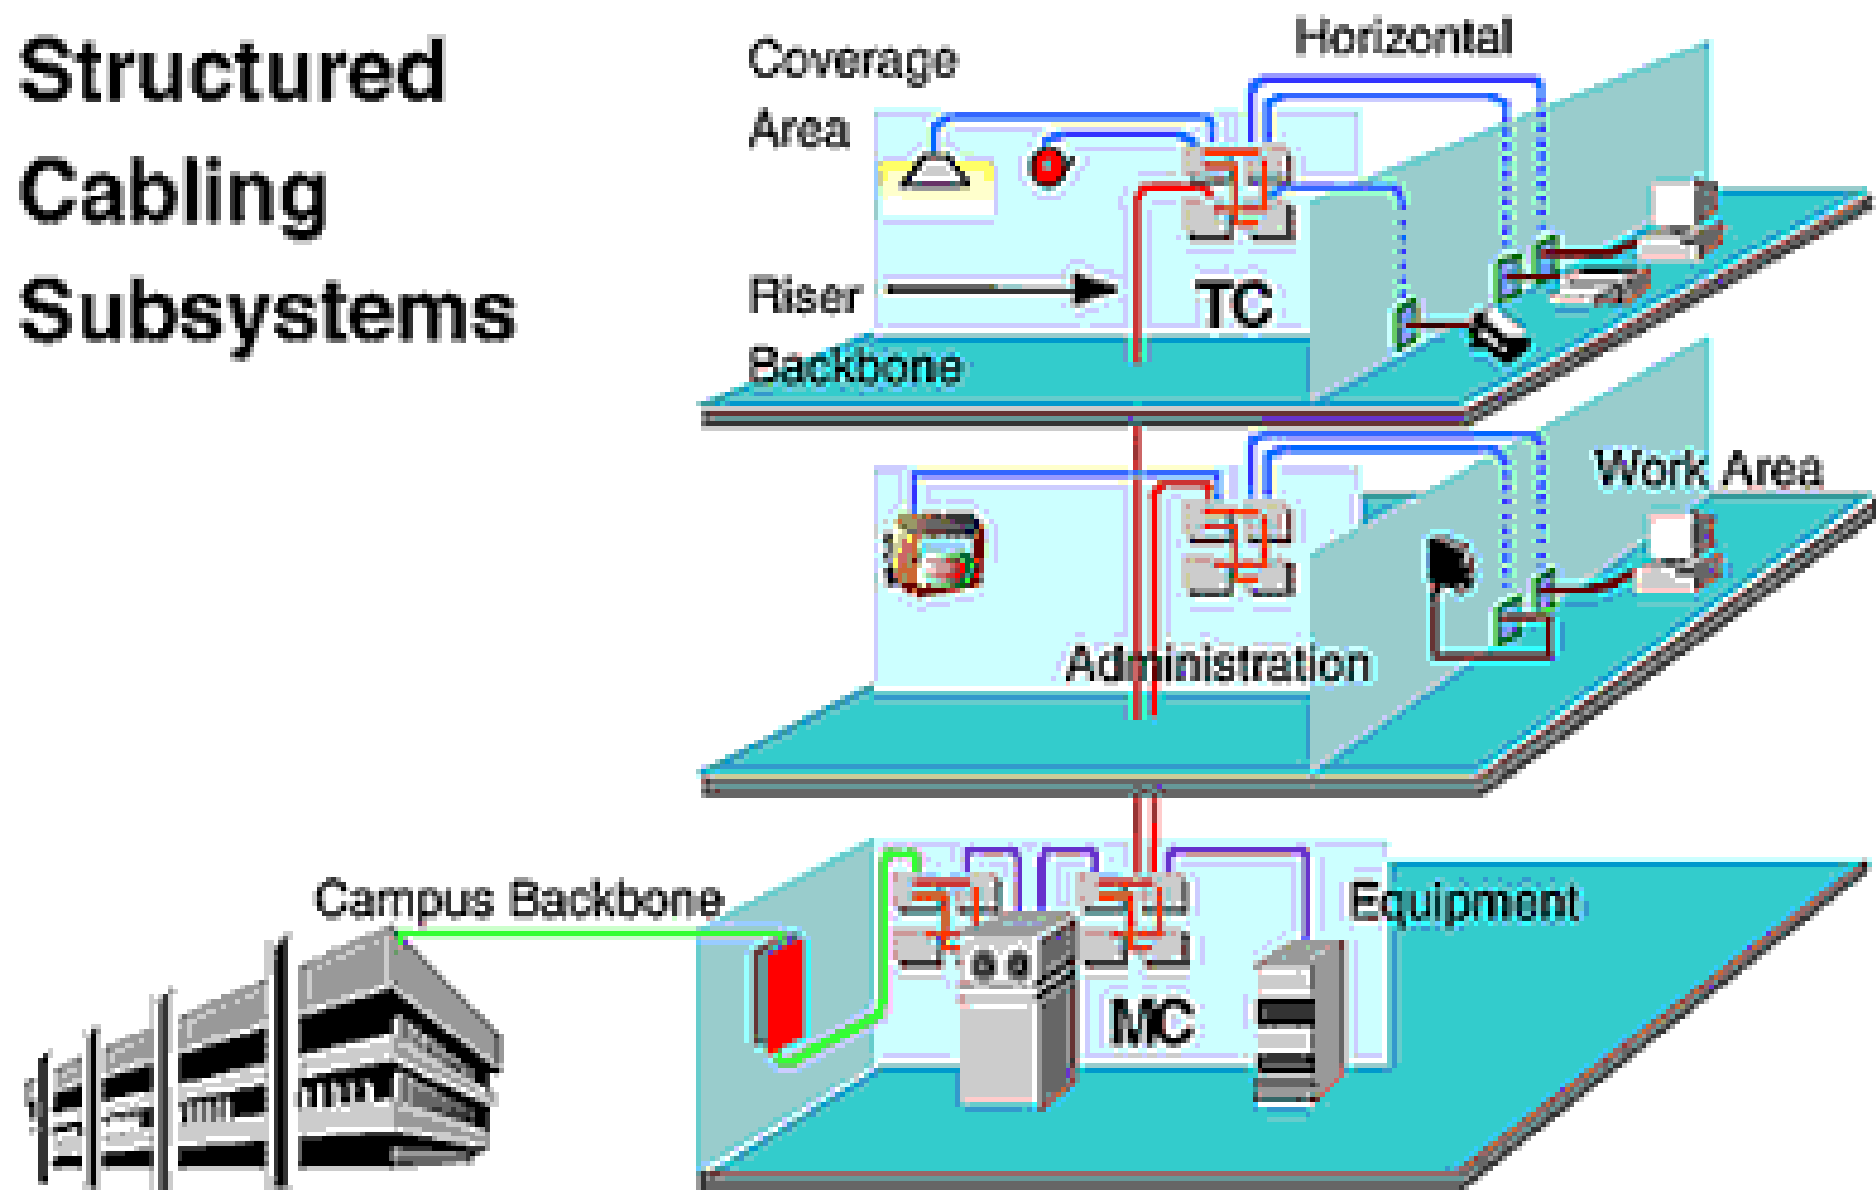 Structured
Cabling
Subsystems
Coverage
Area
Horizontal
Riser
Backbone
TC
Work Area
Administration
Campus Backbone
Equipment
MC